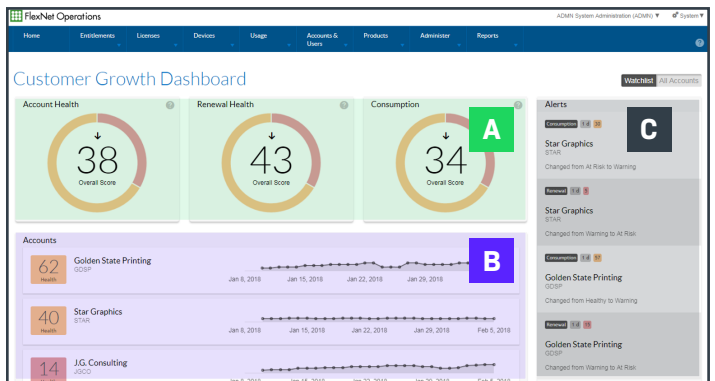 FlexNet Operations
ADMN System Administration (ADMN) ▼ System ▼
Home Entitlements Licenses Devices Usage Accounts & Users Products Administer Reports
?
Customer Growth Dashboard
Watchlist All Accounts
Account Health ?
38
Overall Score
Renewal Health ?
43
Overall Score
Consumption ?
34
Overall Score
A
Accounts
B
62
Health
Golden State Printing
GDSP
Jan 8, 2018 Jan 15, 2018 Jan 22, 2018 Jan 29, 2018
40
Health
Star Graphics
STAR
Jan 8, 2018 Jan 15, 2018 Jan 22, 2018 Jan 29, 2018 Feb 5, 2018
14
J.G. Consulting
JGCO
Alerts
C
Consumption 1 d
Star Graphics
STAR
Changed from At Risk to Warning
Renewal 1 d
Star Graphics
STAR
Changed from Warning to At Risk
Consumption 1 d
Golden State Printing
GDSP
Changed from Healthy to Warning
Renewal 1 d
Golden State Printing
GDSP
Changed from Warning to At Risk